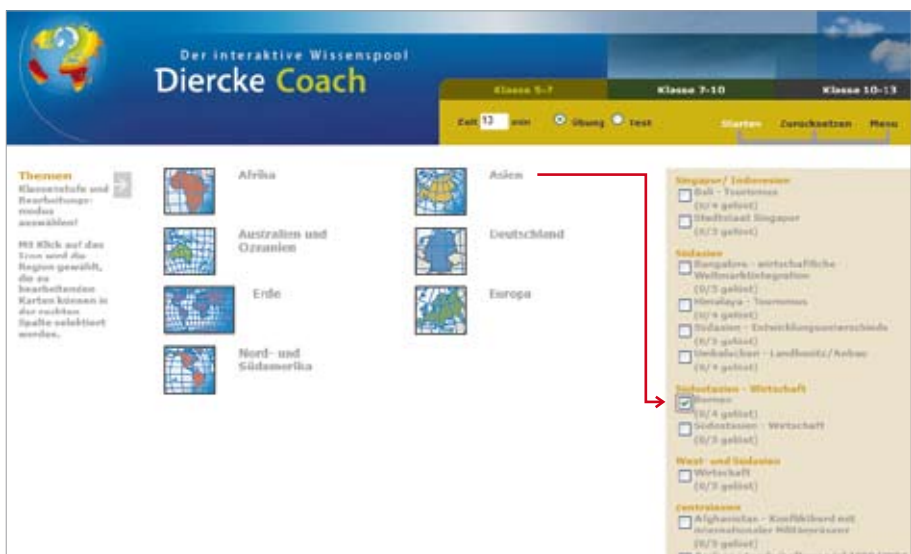 Der interaktive Wissenspool
Diercke Coach
Klasse 5-7
Klasse 7-10
Klasse 10-13
Zeit 13 min Übung Test
Starten Zurücksetzen Menu
Themen
Klassenstufe und
Bearbeitungs-
modus
auswählen!
Mit Klick auf das
Icon wird die
Region gewählt,
die zu
bearbeitenden
Karten können in
der rechten
Spalte selektiert
werden.
Afrika
Asien
Australien und
Ozeanien
Deutschland
Erde
Europa
Nord- und
Südamerika
Singapur/ Indonesien
Bali - Tourismus
(0/4 gelöst)
Stadtstaat Singapur
(0/3 gelöst)
Südasien
Bangalore - wirtschaftliche
Weltmarktintegration
(0/3 gelöst)
Himalaya - Tourismus
(0/4 gelöst)
Südasien - Entwicklungsunterschiede
(0/3 gelöst)
- Landbesitz/Anbau
(0/4 gelöst)
Südostasien - Wirtschaft
Borneo
(0/4 gelöst)
Südostasien - Wirtschaft
(0/3 gelöst)
West- und Südasien
Wirtschaft
(0/3 gelöst)
Zentralasien
Afghanistan - Konfliktherd mit
internationaler Militärpräsenz
(0/3 gelöst)